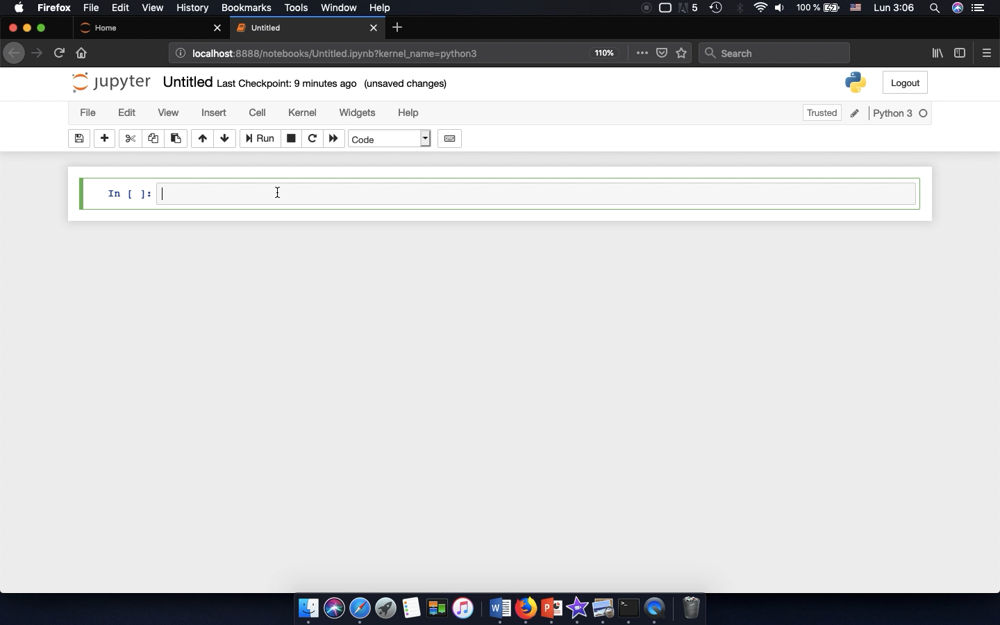 Firefox File Edit View History Bookmarks Tools Window Help 5 100 % Lun 3:06
Home Untitled
localhost:8888/notebooks/Untitled.ipynb?kernel_name=python3 110% Search
jupyter Untitled Last Checkpoint: 9 minutes ago (unsaved changes) Logout
File Edit View Insert Cell Kernel Widgets Help Trusted Python 3
Run Code
In [ ]: